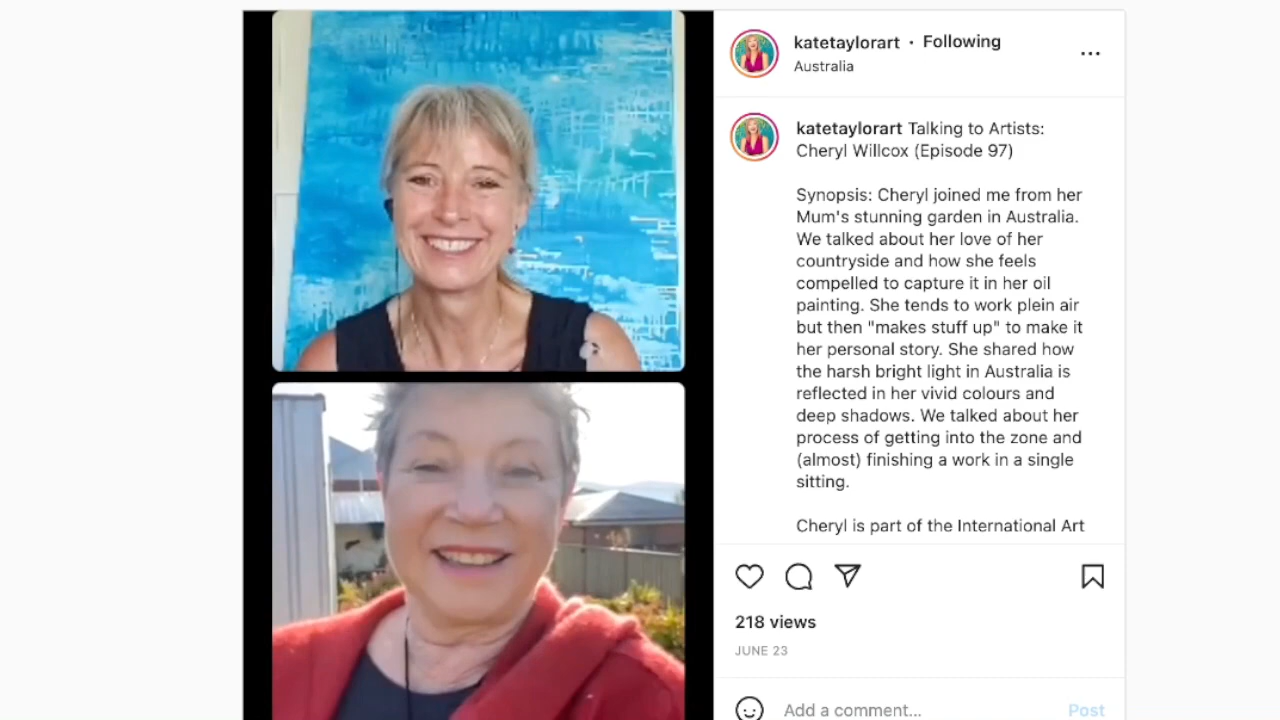 katetaylorart • Following
Australia
katetaylorart Talking to Artists:
Cheryl Willcox (Episode 97)
Synopsis: Cheryl joined me from her
Mum's stunning garden in Australia.
We talked about her love of her
countryside and how she feels
compelled to capture it in her oil
painting. She tends to work plein air
but then "makes stuff up" to make it
her personal story. She shared how
the harsh bright light in Australia is
reflected in her vivid colours and
deep shadows. We talked about her
process of getting into the zone and
(almost) finishing a work in a single
sitting.
Cheryl is part of the International Art
218 views
JUNE 23
Add a comment...
Post